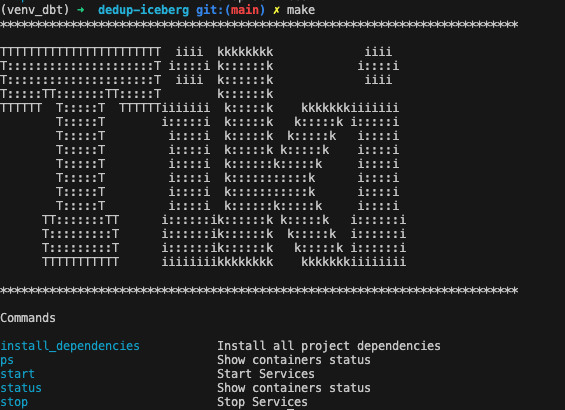 (venv_dbt) ➜  dedup-iceberg git:(main) ✗ make
**************************************************************************

TTTTTTTTTTTTTTTTTTTTTTT  iiii  kkkkkkkk             iiii
T:::::::::::::::::::::T i::::i k::::::k            i::::i
T:::::::::::::::::::::T  iiii  k::::::k             iiii
T:::::TT:::::::TT:::::T        k::::::k
TTTTTT  T:::::T  TTTTTTiiiiiii  k:::::k    kkkkkkkiiiiiii
        T:::::T        i:::::i  k:::::k   k:::::k i:::::i
        T:::::T         i::::i  k:::::k  k:::::k   i::::i
        T:::::T         i::::i  k:::::k k:::::k    i::::i
        T:::::T         i::::i  k::::::k:::::k     i::::i
        T:::::T         i::::i  k:::::::::::k      i::::i
        T:::::T         i::::i  k:::::::::::k      i::::i
        T:::::T         i::::i  k::::::k:::::k     i::::i
      TT:::::::TT      i::::::ik::::::k k:::::k   i::::::i
      T:::::::::T      i::::::ik::::::k  k:::::k  i::::::i
      T:::::::::T      i::::::ik::::::k   k:::::k i::::::i
      TTTTTTTTTTT      iiiiiiiikkkkkkkk    kkkkkkkiiiiiiii

**************************************************************************

Commands

install_dependencies           Install all project dependencies
ps                             Show containers status
start                          Start Services
status                         Show containers status
stop                           Stop Services